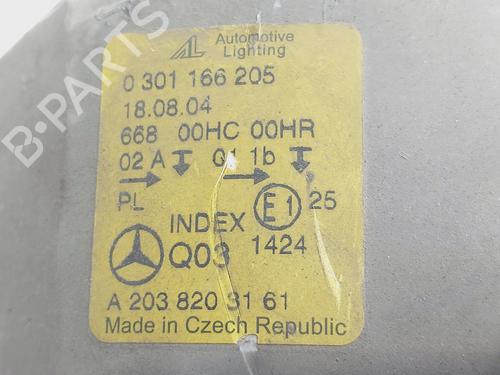 B-PARTS
AL Automotive
Lighting
0 301 166 205
18.08.04
668 00HC 00HR
02 A 01 1b
PL E1 25
INDEX
Q03 1424
A 203 820 31 61
Made in Czech Republic